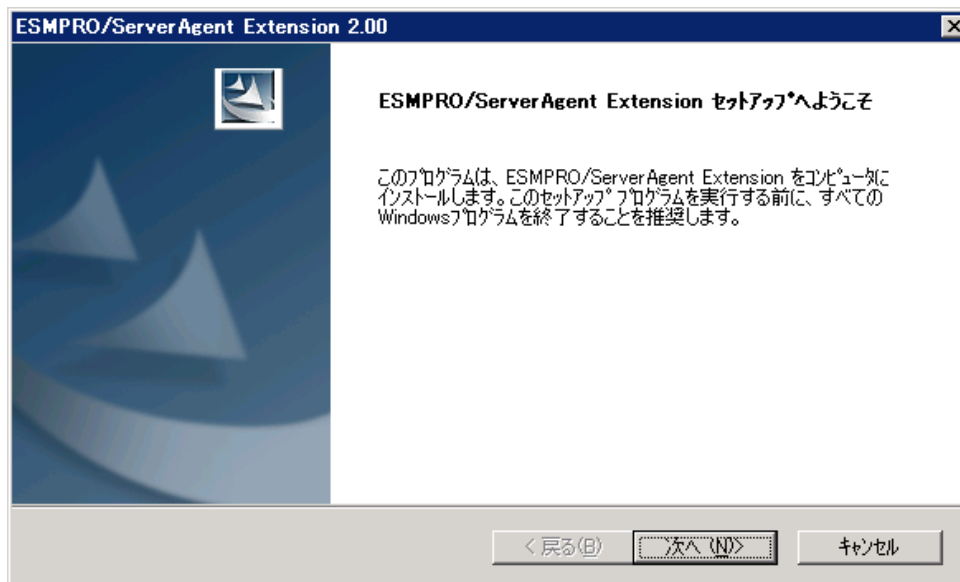 ESMPRO/ServerAgent Extension 2.00
ESMPRO/ServerAgent Extension ｾｯﾄｱｯﾌﾟへようこそ
このﾌﾟﾛｸﾞﾗﾑは、ESMPRO/ServerAgent Extension をｺﾝﾋﾟｭｰﾀに
ｲﾝｽﾄｰﾙします。このｾｯﾄｱｯﾌﾟ ﾌﾟﾛｸﾞﾗﾑを実行する前に、すべての
Windowsﾌﾟﾛｸﾞﾗﾑを終了することを推奨します。
< 戻る(B)
次へ (N)>
ｷｬﾝｾﾙ